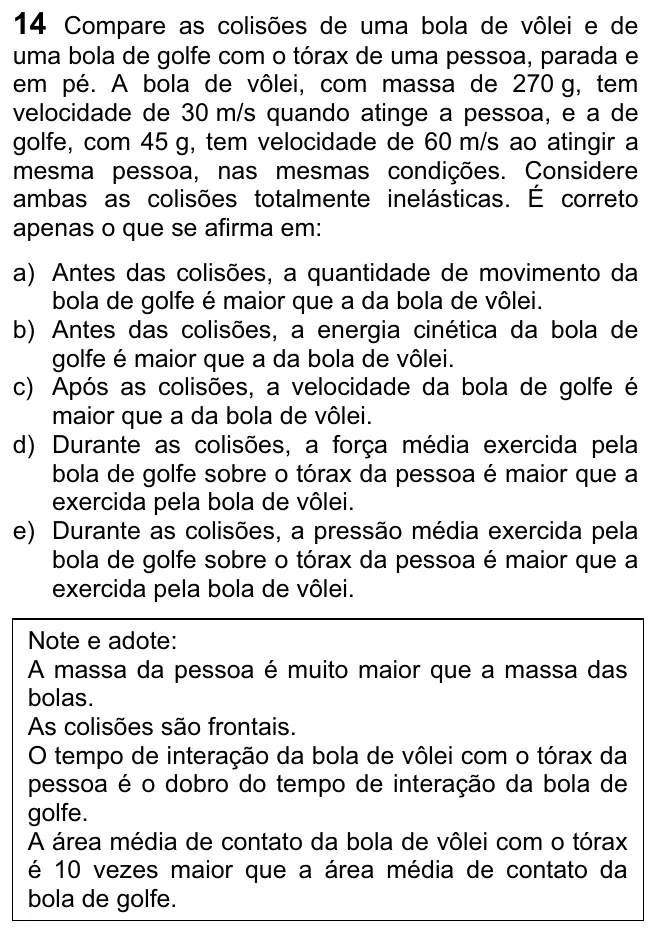 14 Compare as colisões de uma bola de vôlei e de
uma bola de golfe com o tórax de uma pessoa, parada e
em pé. A bola de vôlei, com massa de 270 g, tem
velocidade de 30 m/s quando atinge a pessoa, e a de
golfe, com 45 g, tem velocidade de 60 m/s ao atingir a
mesma pessoa, nas mesmas condições. Considere
ambas as colisões totalmente inelásticas. É correto
apenas o que se afirma em:
a) Antes das colisões, a quantidade de movimento da
bola de golfe é maior que a da bola de vôlei.
b) Antes das colisões, a energia cinética da bola de
golfe é maior que a da bola de vôlei.
c) Após as colisões, a velocidade da bola de golfe é
maior que a da bola de vôlei.
d) Durante as colisões, a força média exercida pela
bola de golfe sobre o tórax da pessoa é maior que a
exercida pela bola de vôlei.
e) Durante as colisões, a pressão média exercida pela
bola de golfe sobre o tórax da pessoa é maior que a
exercida pela bola de vôlei.
Note e adote:
A massa da pessoa é muito maior que a massa das
bolas.
As colisões são frontais.
O tempo de interação da bola de vôlei com o tórax da
pessoa é o dobro do tempo de interação da bola de
golfe.
A área média de contato da bola de vôlei com o tórax
é 10 vezes maior que a área média de contato da
bola de golfe.